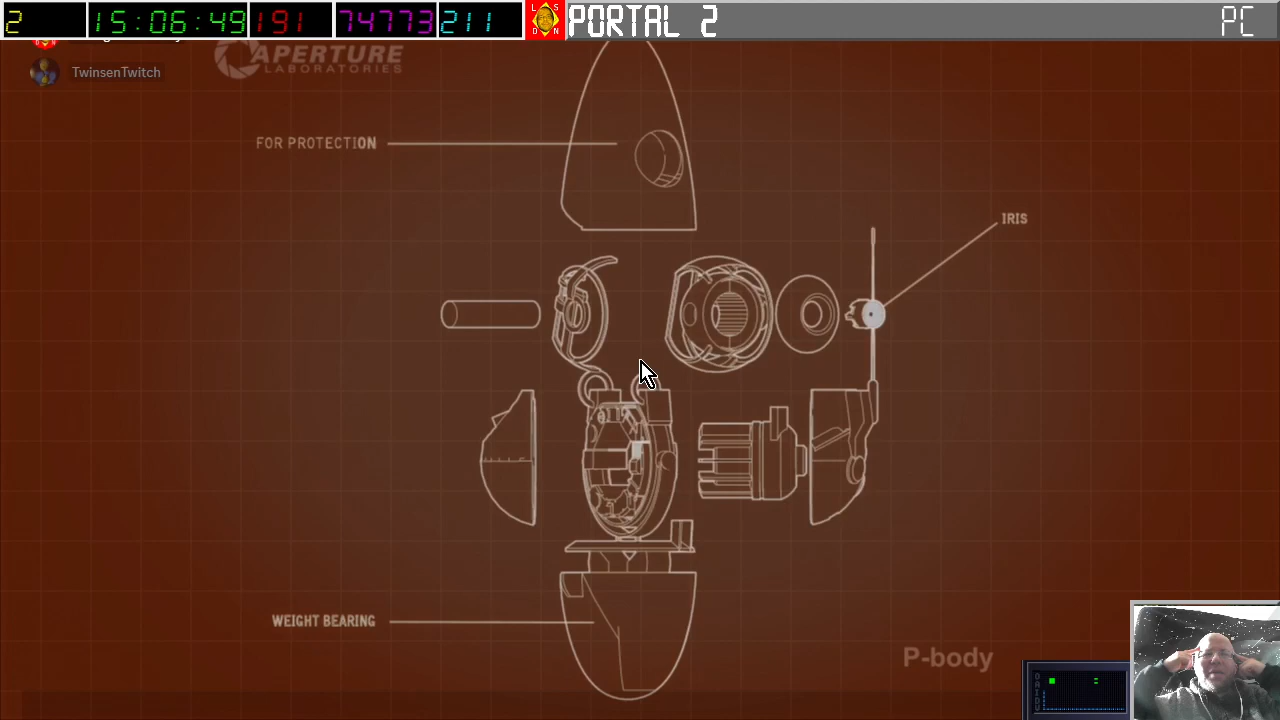 2
15:06:49
191
74773
211
S
D N
PORTAL 2
PC
TwinsenTwitch
APERTURE
LABORATORIES
FOR PROTECTION
IRIS
WEIGHT BEARING
P-body